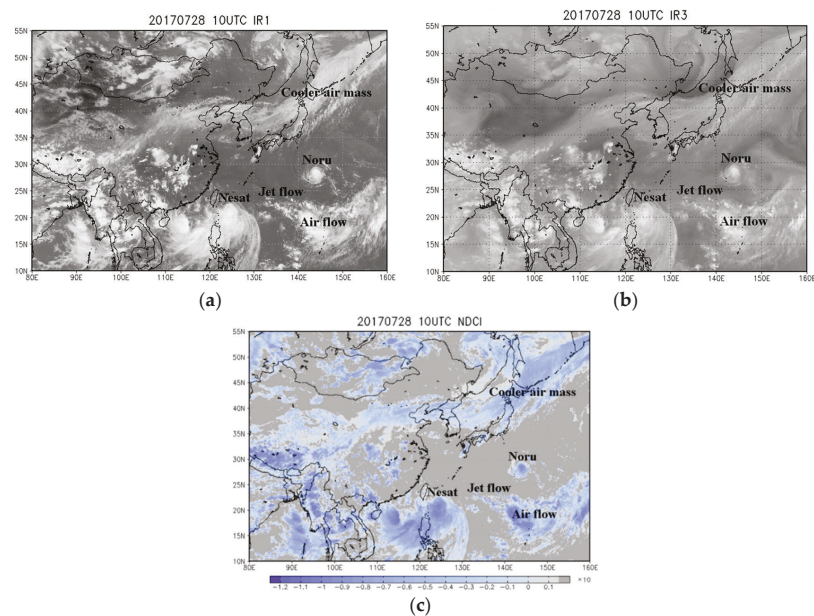 20170728 10UTC IR1
55N
50N
45N
40N
35N
30N
25N
20N
15N
10N
80E 90E 100E 110E 120E 130E 140E 150E 160E
Cooler air mass
Noru
Nesat
Jet flow
Air flow
(a)
20170728 10UTC IR3
55N
50N
45N
40N
35N
30N
25N
20N
15N
10N
80E 90E 100E 110E 120E 130E 140E 150E 160E
Cooler air mass
Noru
Nesat
Jet flow
Air flow
(b)
20170728 10UTC NDCI
55N
50N
45N
40N
35N
30N
25N
20N
15N
10N
80E 90E 100E 110E 120E 130E 140E 150E 160E
Cooler air mass
Noru
Nesat
Jet flow
Air flow
-1.2 -1.1 -1 -0.9 -0.8 -0.7 -0.6 -0.5 -0.4 -0.3 -0.2 -0.1 0 0.1 *10
(c)